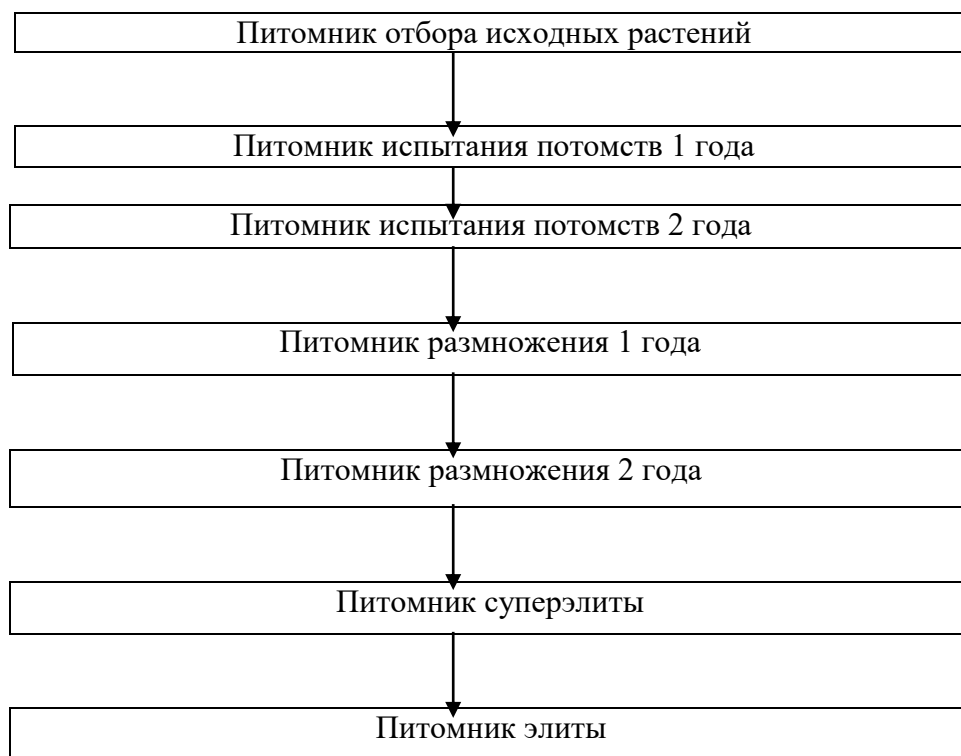 Питомник отбора исходных растений
Питомник испытания потомств 1 года
Питомник испытания потомств 2 года
Питомник размножения 1 года
Питомник размножения 2 года
Питомник суперэлиты
Питомник элиты